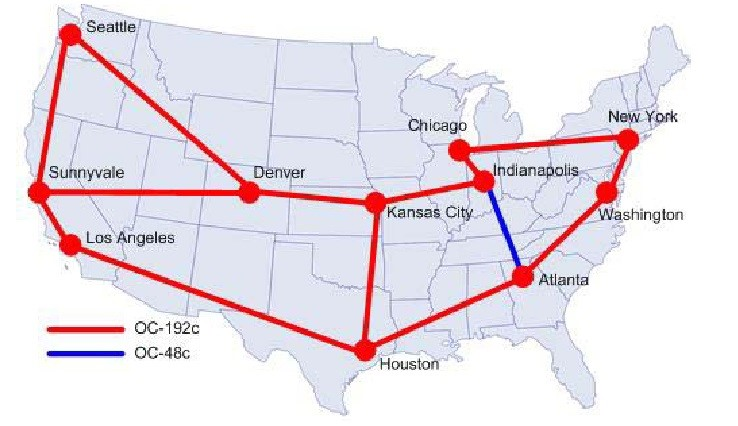 Seattle
New York
Chicago
Indianapolis
Sunnyvale
Denver
Kansas City
Washington
Los Angeles
Atlanta
OC-192c
OC-48c
Houston